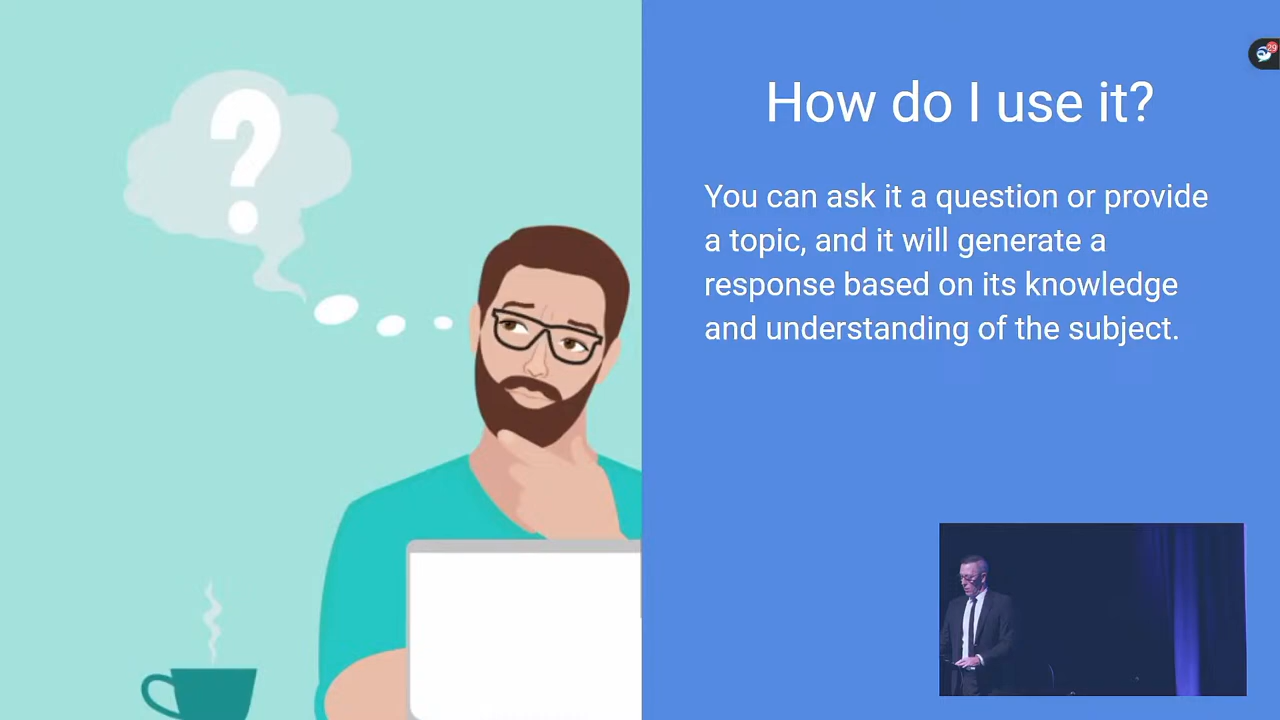 ?
29
How do I use it?
You can ask it a question or provide
a topic, and it will generate a
response based on its knowledge
and understanding of the subject.